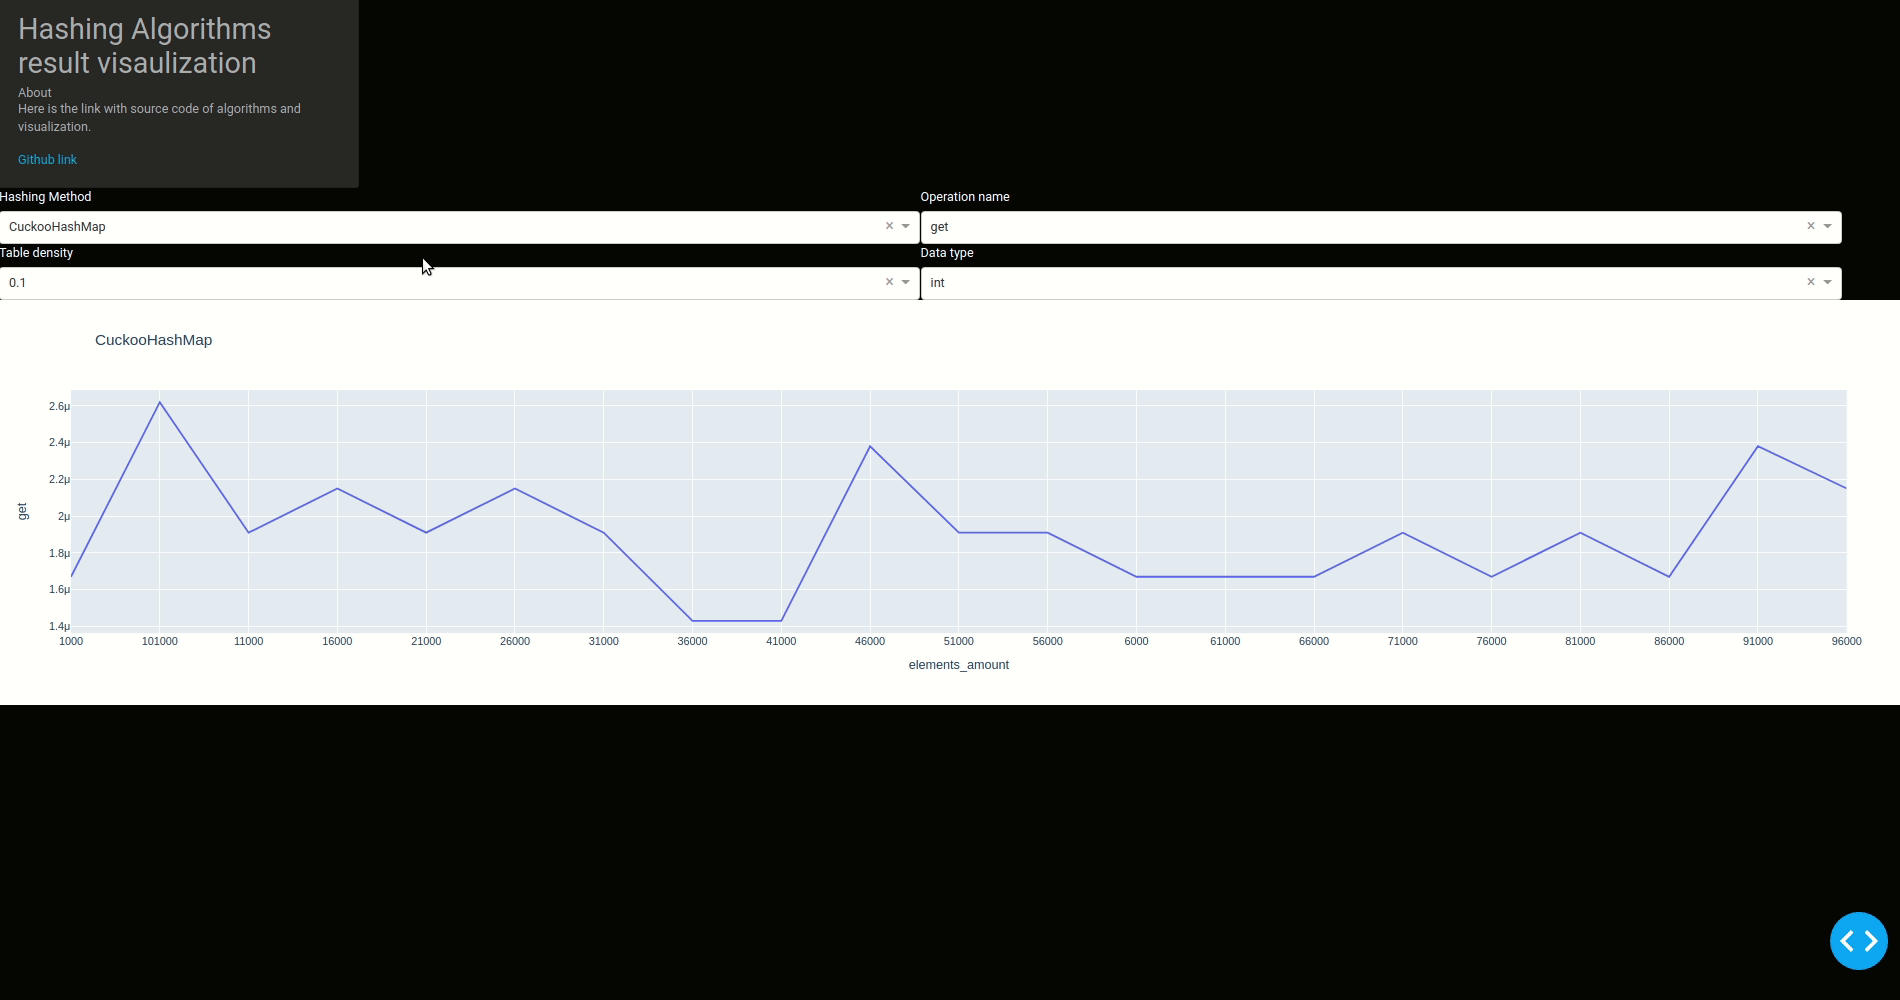 Hashing Algorithms
result visaulization
About
Here is the link with source code of algorithms and
visualization.
Github link
Hashing Method
Operation name
CuckooHashMap × 
get ×
Table density
Data type
0.1 ×
int ×
CuckooHashMap
2.6μ
2.4μ
2.2μ
2μ
1.8μ
1.6μ
1.4μ
get
1000 101000 11000 16000 21000 26000 31000 36000 41000 46000 51000 56000 6000 61000 66000 71000 76000 81000 86000 91000 96000
elements_amount